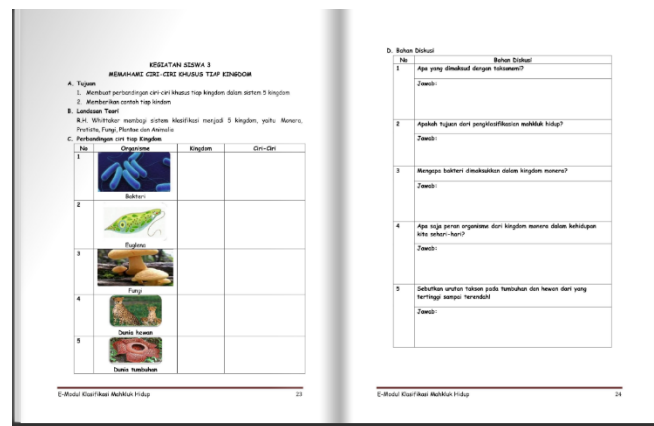 KEGIATAN SISWA 3
MEMAHAMI CIRI-CIRI KHUSUS TIAP KINGDOM
A. Tujuan
1. Membuat perbandingan ciri-ciri khusus tiap kingdom dalam sistem 5 kingdom
2. Memberikan contoh tiap kindom
B. Landasan Teori
R.H. Whittaker membagi sistem klasifikasi menjadi 5 kingdom, yaitu Monera,
Protista, Fungi, Plantae dan Animalia
C. Perbandingan ciri tiap Kingdom
No Organisme Kingdom Ciri-Ciri
1
Bakteri
2
Euglena
3
Fungi
4
Dunia hewan
5
Dunia tumbuhan
E-Modul Klasifikasi Mahkluk Hidup 23
D. Bahan Diskusi
No Bahan Diskusi
1 Apa yang dimaksud dengan taksonomi?
Jawab:
2 Apakah tujuan dari pengklasifikasian mahkluk hidup?
Jawab:
3 Mengapa bakteri dimasukkan dalam kingdom monera?
Jawab:
4 Apa saja peran organisme dari kingdom monera dalam kehidupan
kita sehari-hari?
Jawab:
5 Sebutkan urutan takson pada tumbuhan dan hewan dari yang
tertinggi sampai terendah!
Jawab:
E-Modul Klasifikasi Mahkluk Hidup 24